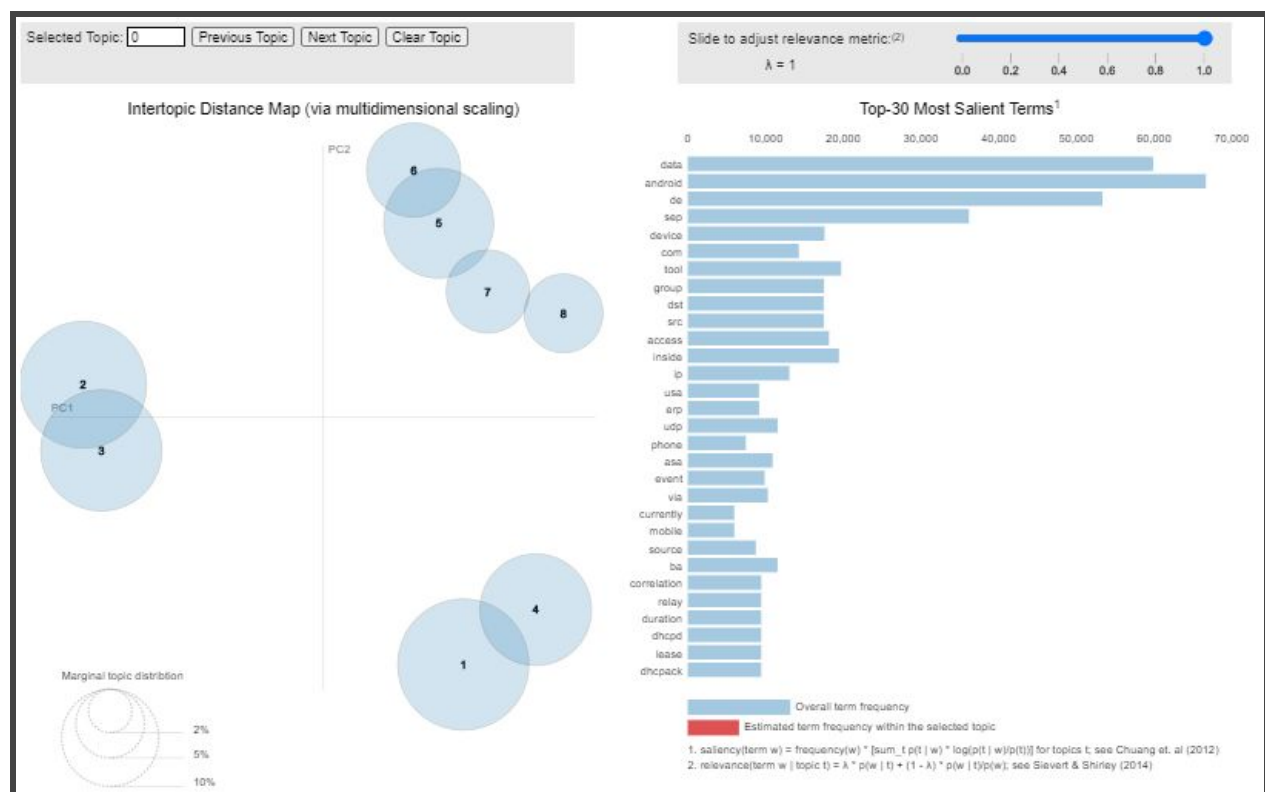 Selected Topic: 0 Previous Topic Next Topic Clear Topic
Slide to adjust relevance metric:(2)
λ = 1
0.0 0.2 0.4 0.6 0.8 1.0
Intertopic Distance Map (via multidimensional scaling)
PC2
6
5
7
8
2
PC1
3
4
1
Marginal topic distribtion
2%
5%
10%
Top-30 Most Salient Terms1
0 10,000 20,000 30,000 40,000 50,000 60,000 70,000
data
android
de
sep
device
com
tool
group
dst
src
access
inside
ip
usa
erp
udp
phone
asa
event
via
currently
mobile
source
ba
correlation
relay
duration
dhcpd
lease
dhcpack
Overall term frequency
Estimated term frequency within the selected topic
1. saliency(term w) = frequency(w) * [sum_t p(t | w) * log(p(t | w)/p(t))] for topics t; see Chuang et. al (2012)
2. relevance(term w | topic t) = λ * p(w | t) + (1 - λ) * p(w | t)/p(w); see Sievert & Shirley (2014)